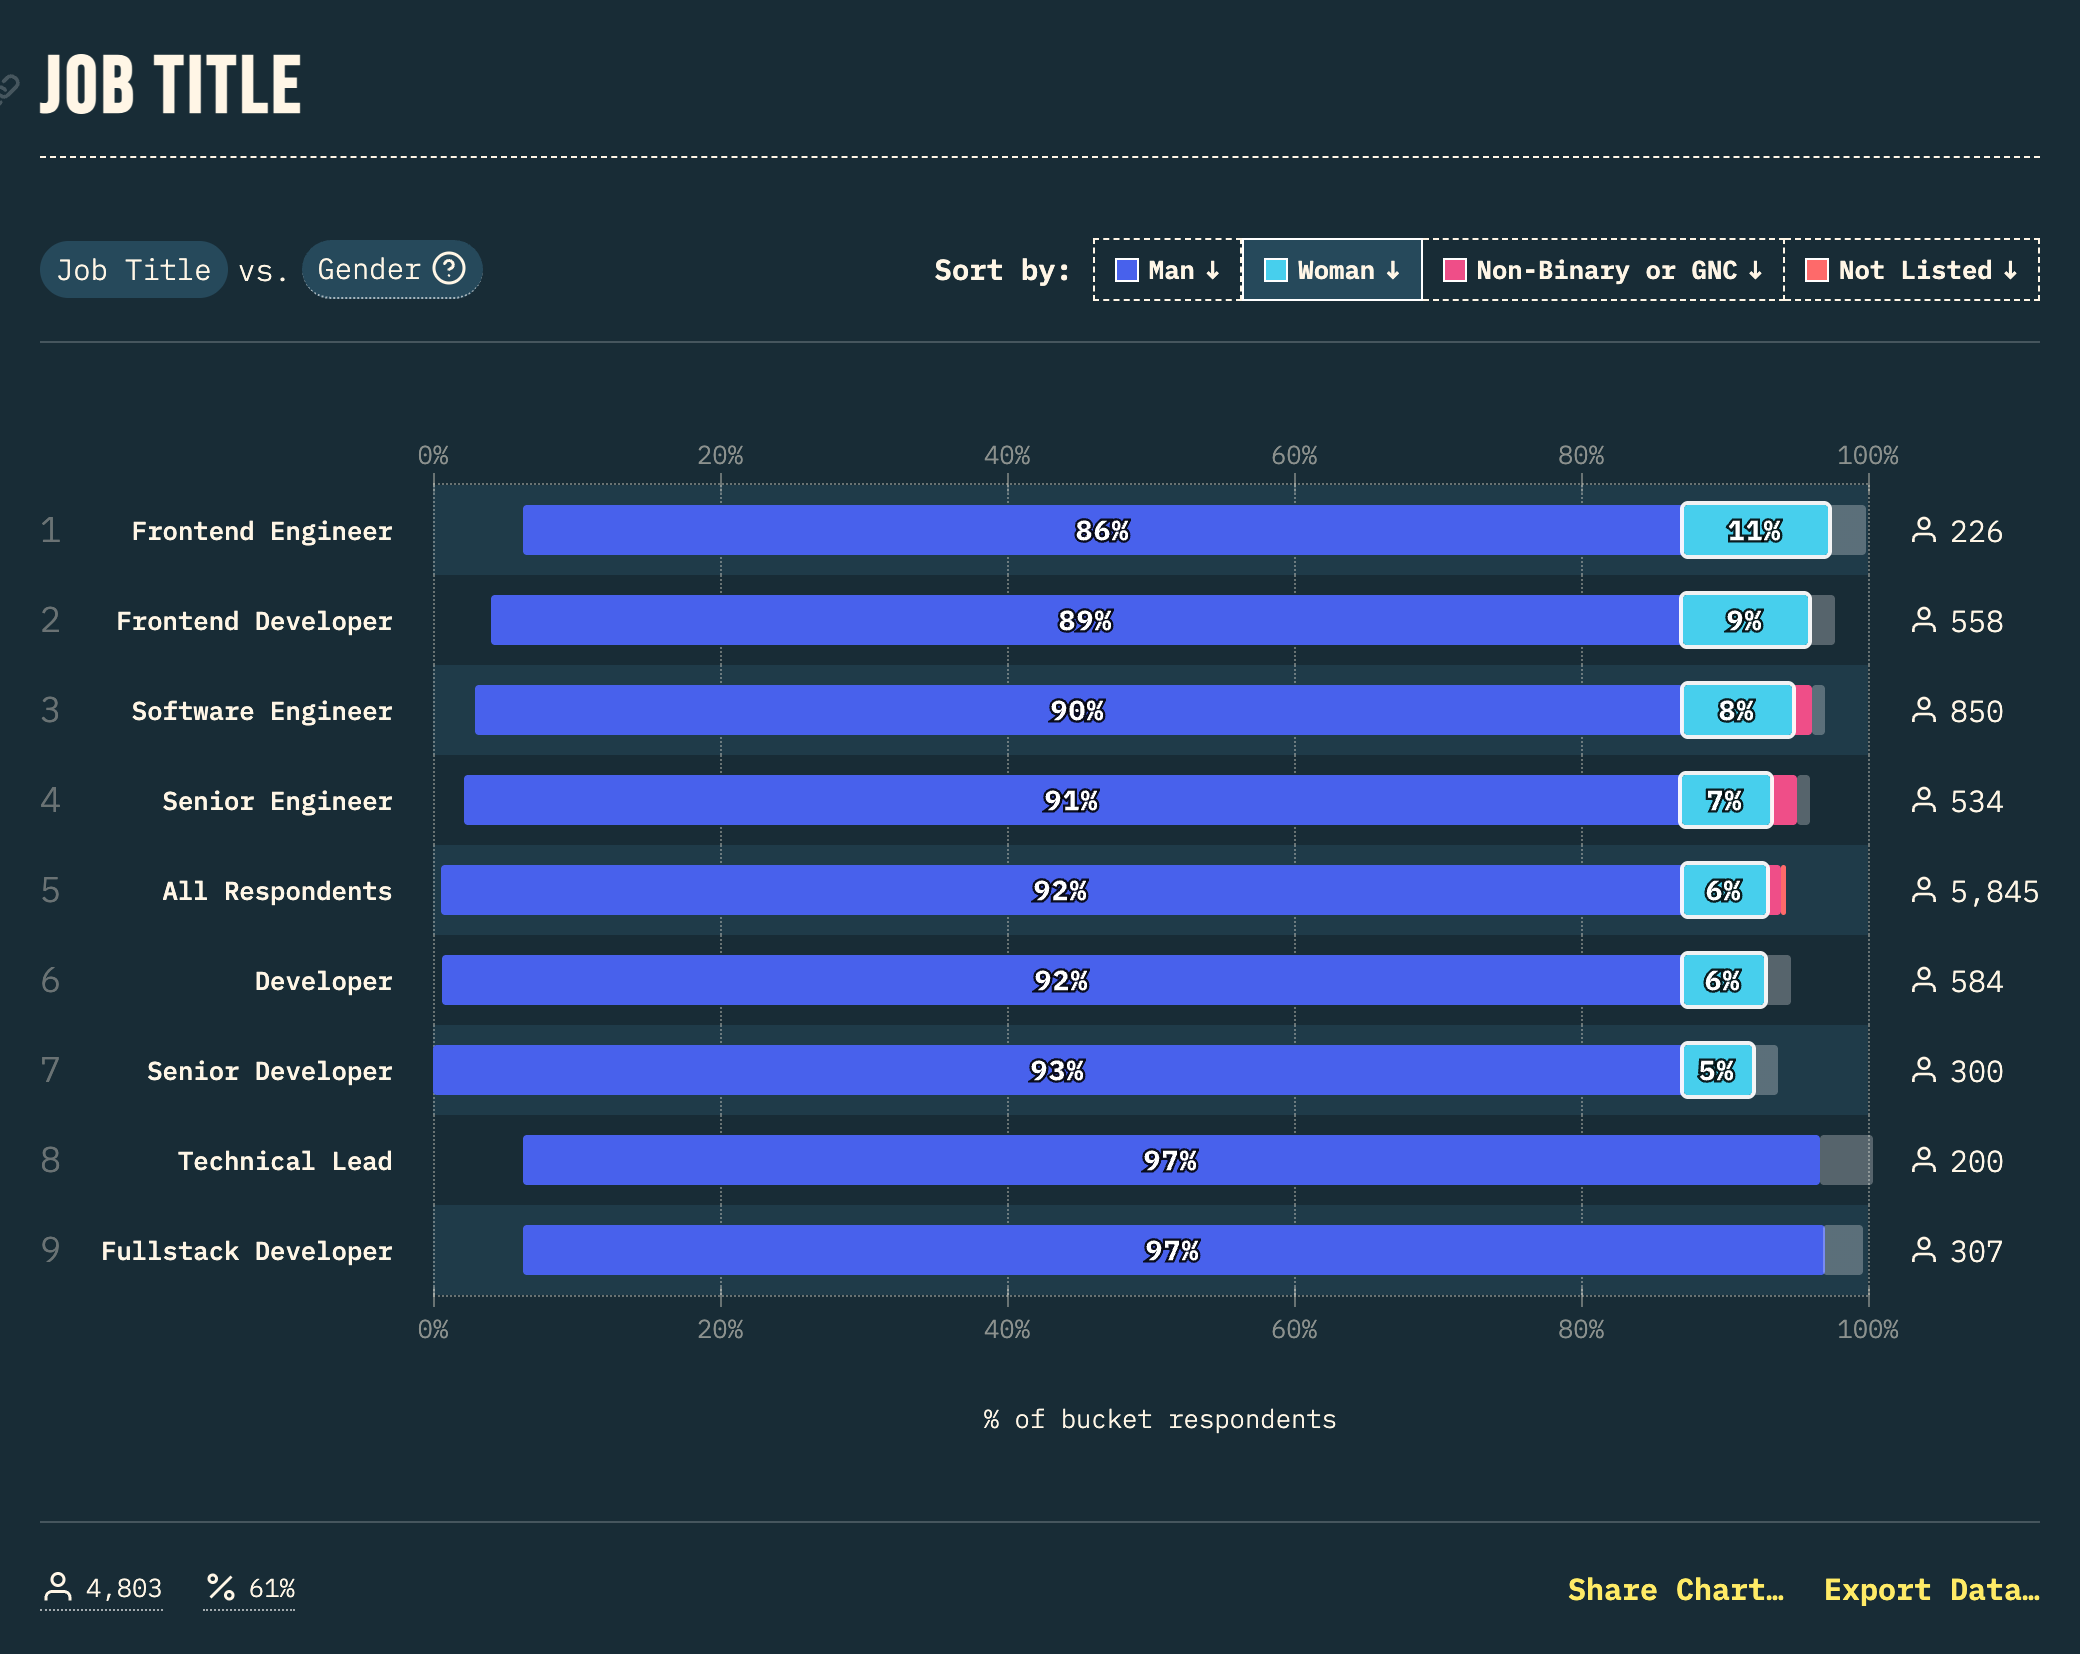 JOB TITLE
Job Title vs. Gender ?
Sort by: Man ↓ Woman ↓ Non-Binary or GNC ↓ Not Listed ↓
0% 20% 40% 60% 80% 100%
1 Frontend Engineer 86% 11% 226
2 Frontend Developer 89% 9% 558
3 Software Engineer 90% 8% 850
4 Senior Engineer 91% 7% 534
5 All Respondents 92% 6% 5,845
6 Developer 92% 6% 584
7 Senior Developer 93% 5% 300
8 Technical Lead 97% 200
9 Fullstack Developer 97% 307
0% 20% 40% 60% 80% 100%
% of bucket respondents
4,803 % 61% Share Chart… Export Data…